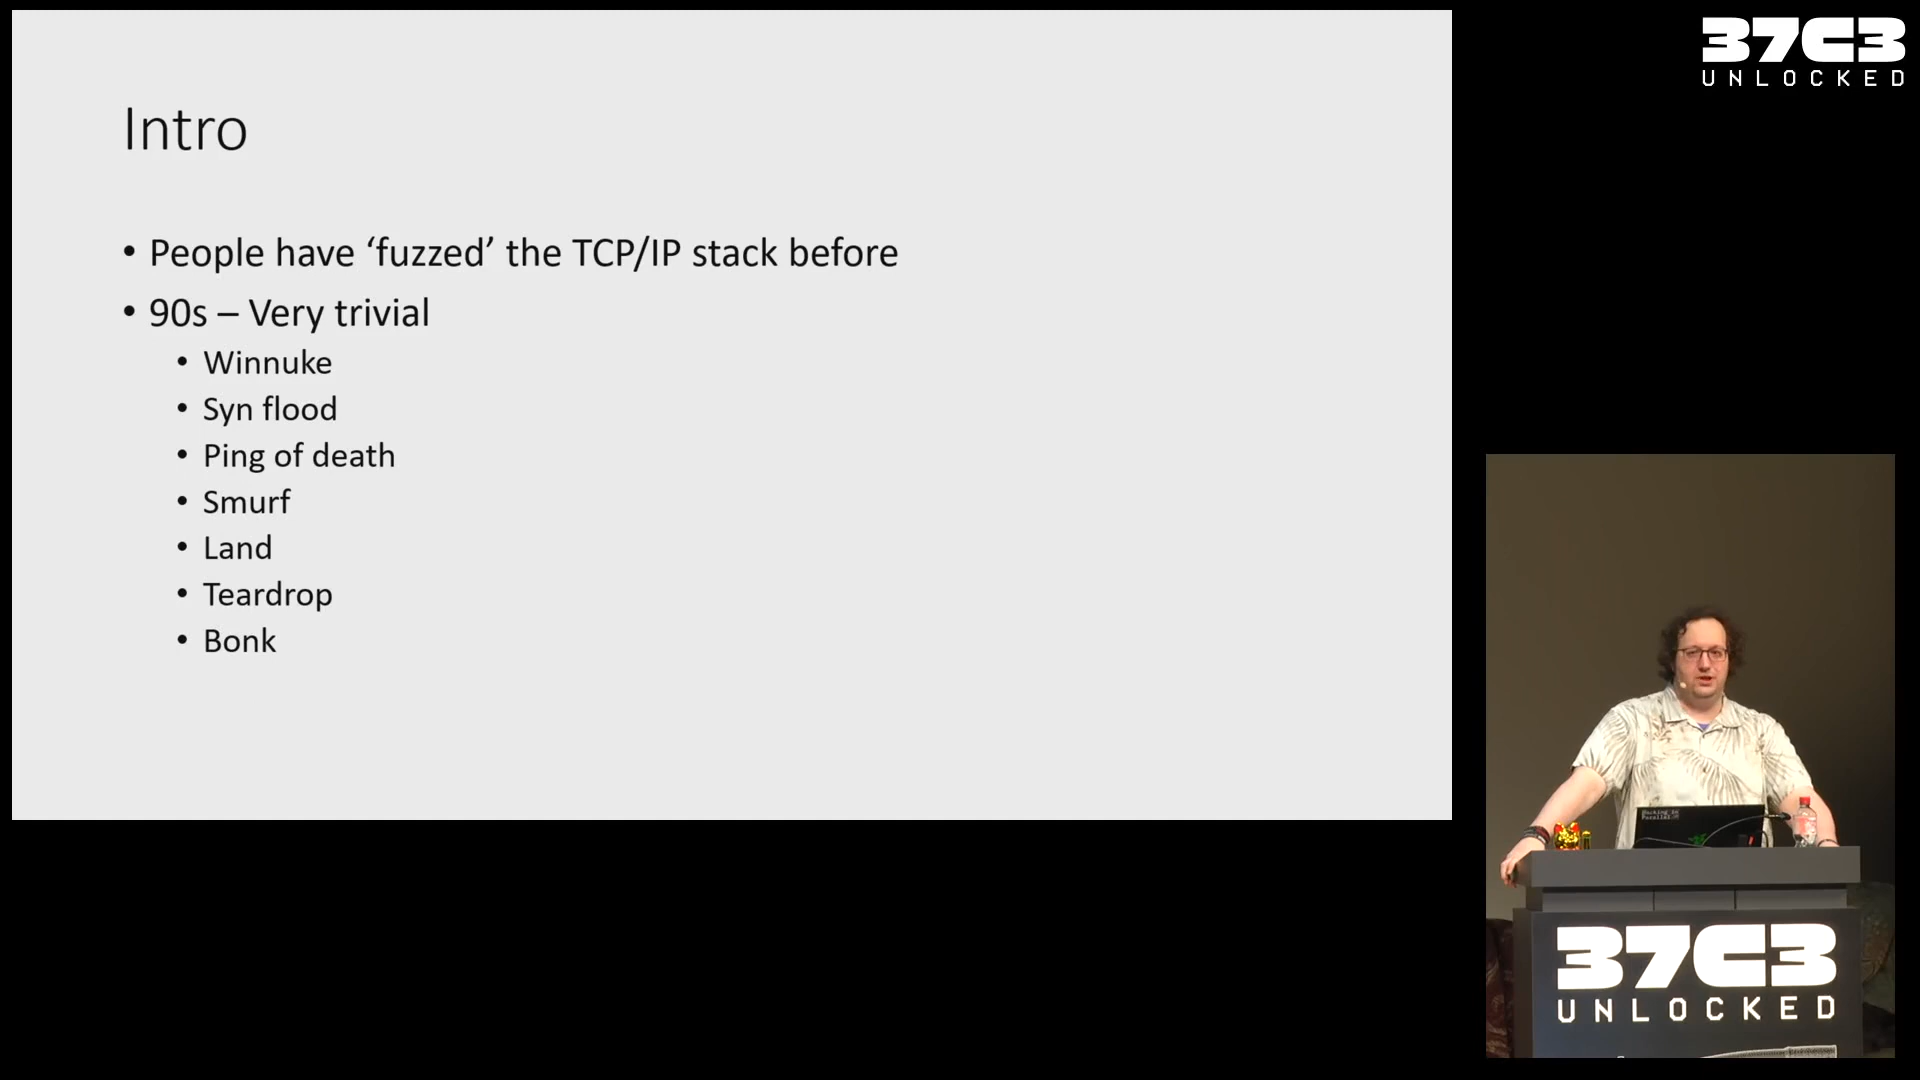 37C3
UNLOCKED
Intro
• People have ‘fuzzed’ the TCP/IP stack before
• 90s – Very trivial
• Winnuke
• Syn flood
• Ping of death
• Smurf
• Land
• Teardrop
• Bonk
37C3
UNLOCKED